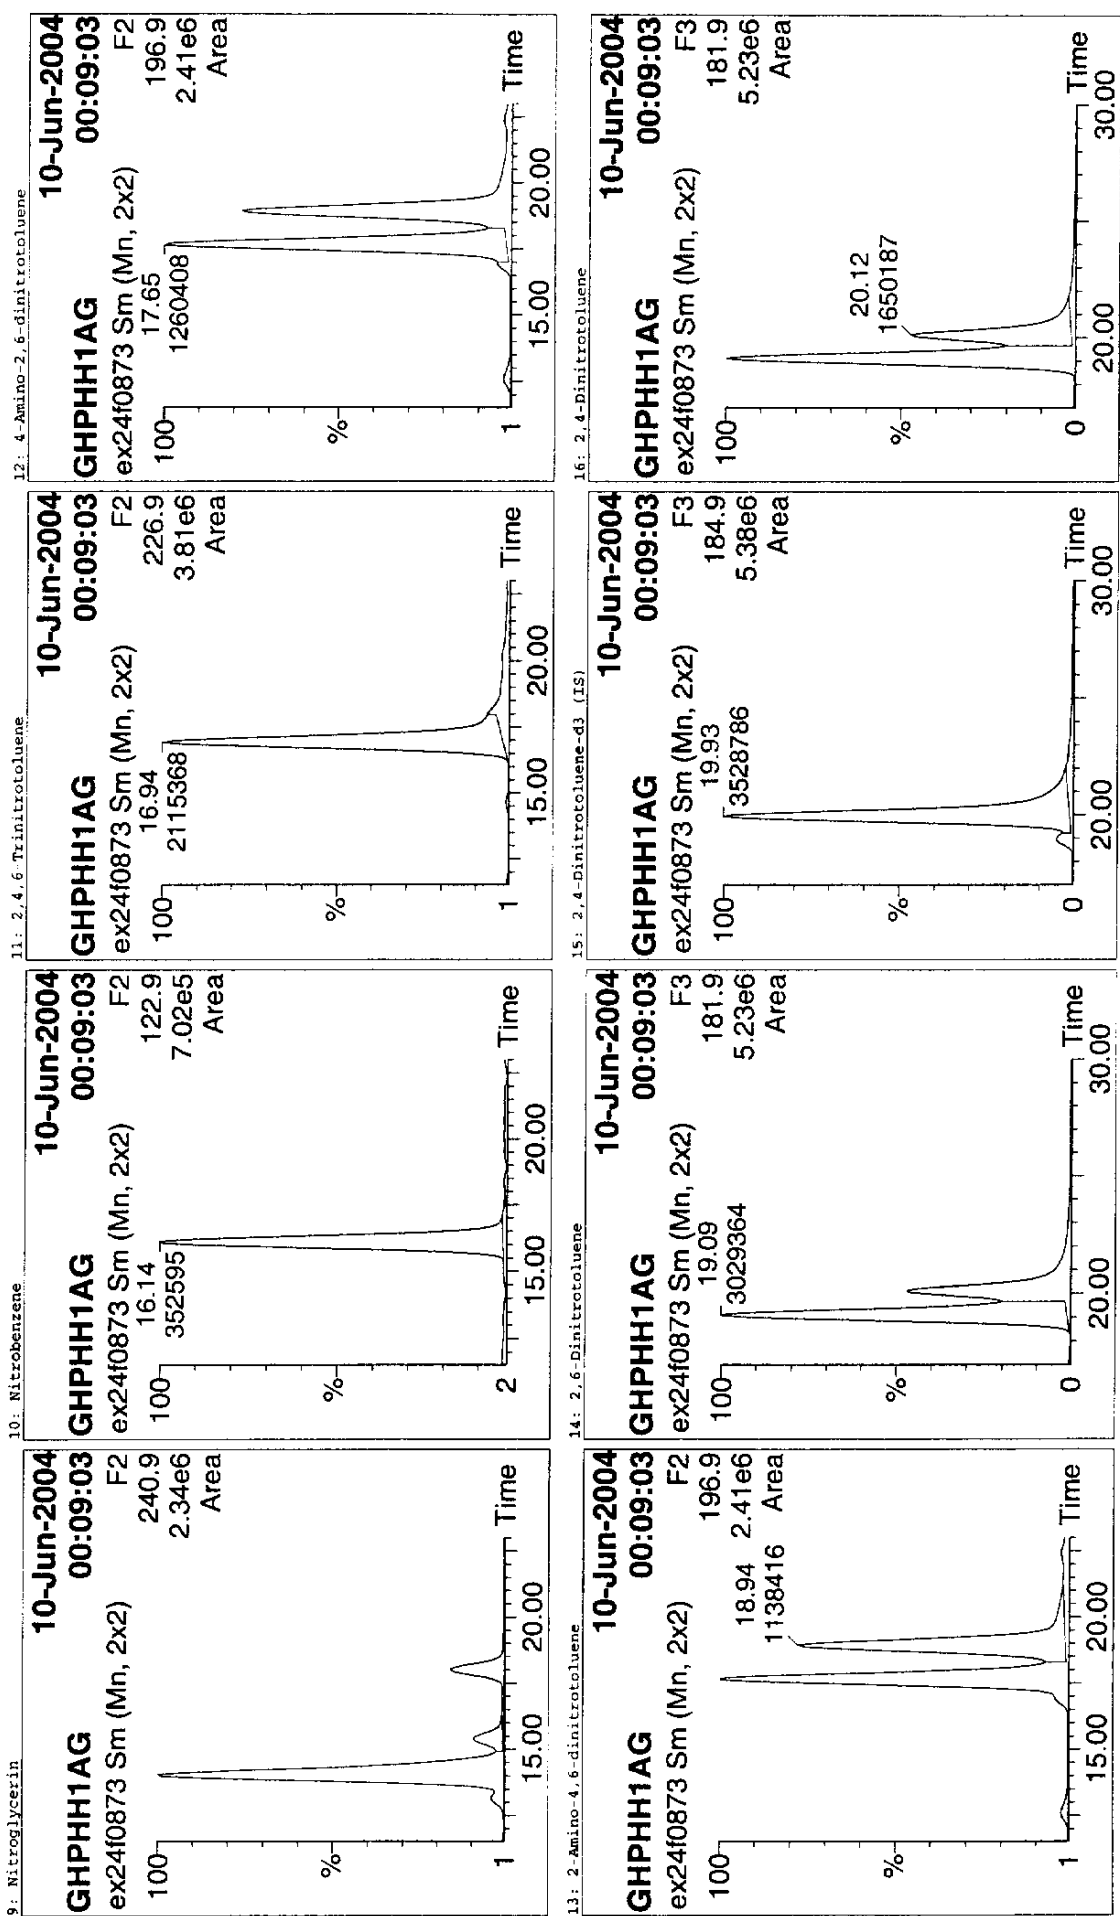 9: Nitroglycerin
GHPHH1AG 10-Jun-2004
00:09:03
ex24f0873 Sm (Mn, 2x2) F2
240.9
2.34e6
Area
100
%
1
15.00 20.00 Time
10: Nitrobenzene
GHPHH1AG 10-Jun-2004
00:09:03
ex24f0873 Sm (Mn, 2x2) F2
122.9
7.02e5
Area
100
16.14
352595
%
2
15.00 20.00 Time
11: 2,4,6-Trinitrotoluene
GHPHH1AG 10-Jun-2004
00:09:03
ex24f0873 Sm (Mn, 2x2) F2
226.9
3.81e6
Area
100
16.94
2115368
%
1
15.00 20.00 Time
12: 4-Amino-2,6-dinitrotoluene
GHPHH1AG 10-Jun-2004
00:09:03
ex24f0873 Sm (Mn, 2x2) F2
196.9
2.41e6
Area
100
17.65
1260408
%
1
15.00 20.00 Time
13: 2-Amino-4,6-dinitrotoluene
GHPHH1AG 10-Jun-2004
00:09:03
ex24f0873 Sm (Mn, 2x2) F2
196.9
2.41e6
Area
100
18.94
1138416
%
1
15.00 20.00 Time
14: 2,6-Dinitrotoluene
GHPHH1AG 10-Jun-2004
00:09:03
ex24f0873 Sm (Mn, 2x2) F3
181.9
5.23e6
Area
100
19.09
3029364
%
0
20.00 30.00 Time
15: 2,4-Dinitrotoluene-d3 (IS)
GHPHH1AG 10-Jun-2004
00:09:03
ex24f0873 Sm (Mn, 2x2) F3
184.9
5.38e6
Area
100
19.93
3528786
%
0
20.00 30.00 Time
16: 2,4-Dinitrotoluene
GHPHH1AG 10-Jun-2004
00:09:03
ex24f0873 Sm (Mn, 2x2) F3
181.9
5.23e6
Area
100
20.12
1650187
%
0
20.00 30.00 Time